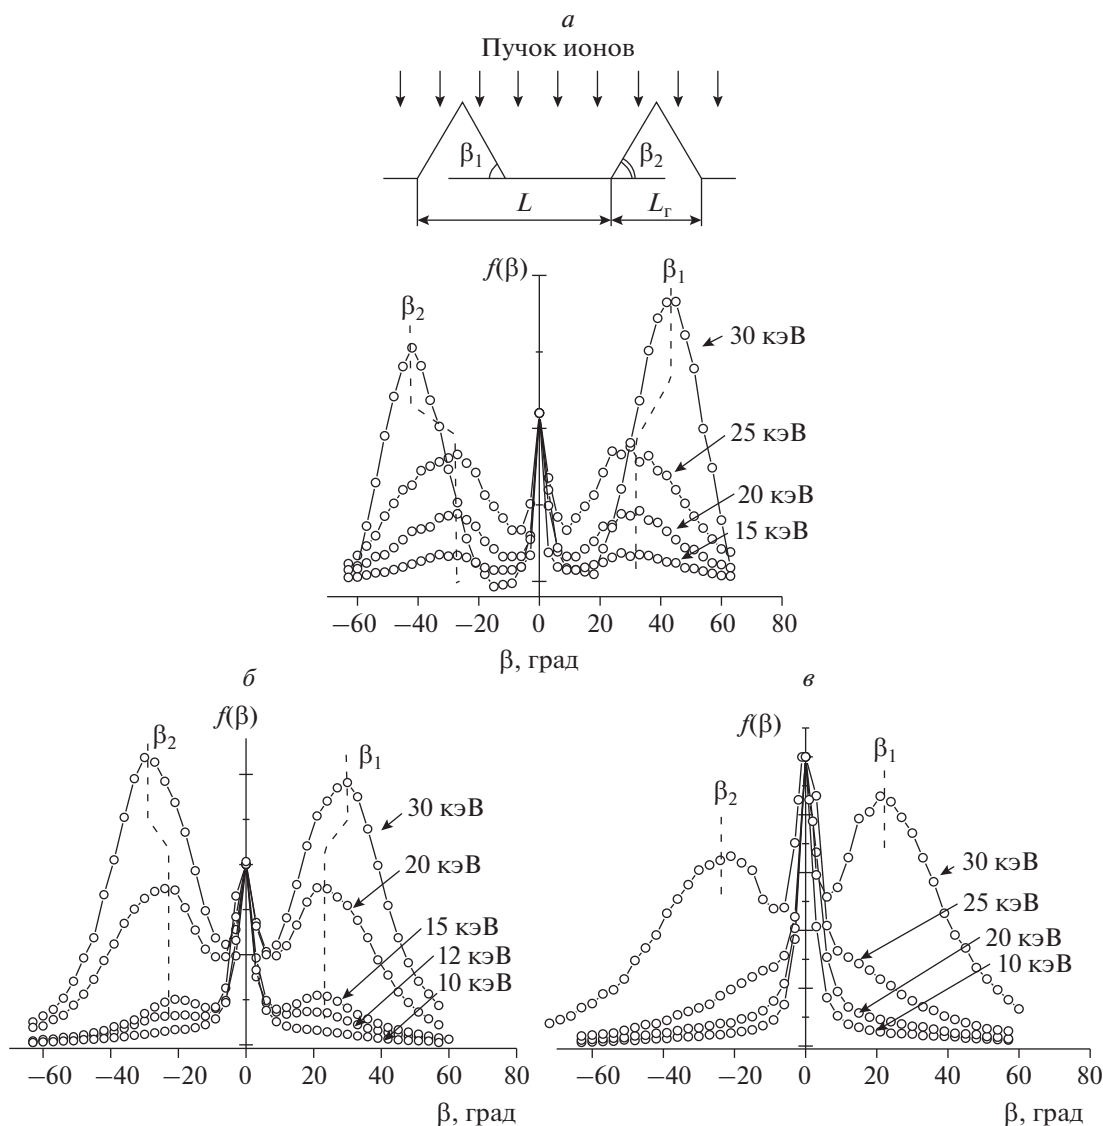 а
Пучок ионов
β₁
β₂
L
Lг
f(β)
β₁
β₂
30 кэВ
25 кэВ
20 кэВ
15 кэВ
−60 −40 −20 0 20 40 60 80
β, град
б
f(β)
β₂
β₁
30 кэВ
20 кэВ
15 кэВ
12 кэВ
10 кэВ
−60 −40 −20 0 20 40 60 80
β, град
в
f(β)
β₁
β₂
30 кэВ
25 кэВ
20 кэВ
10 кэВ
−60 −40 −20 0 20 40 60 80
β, град